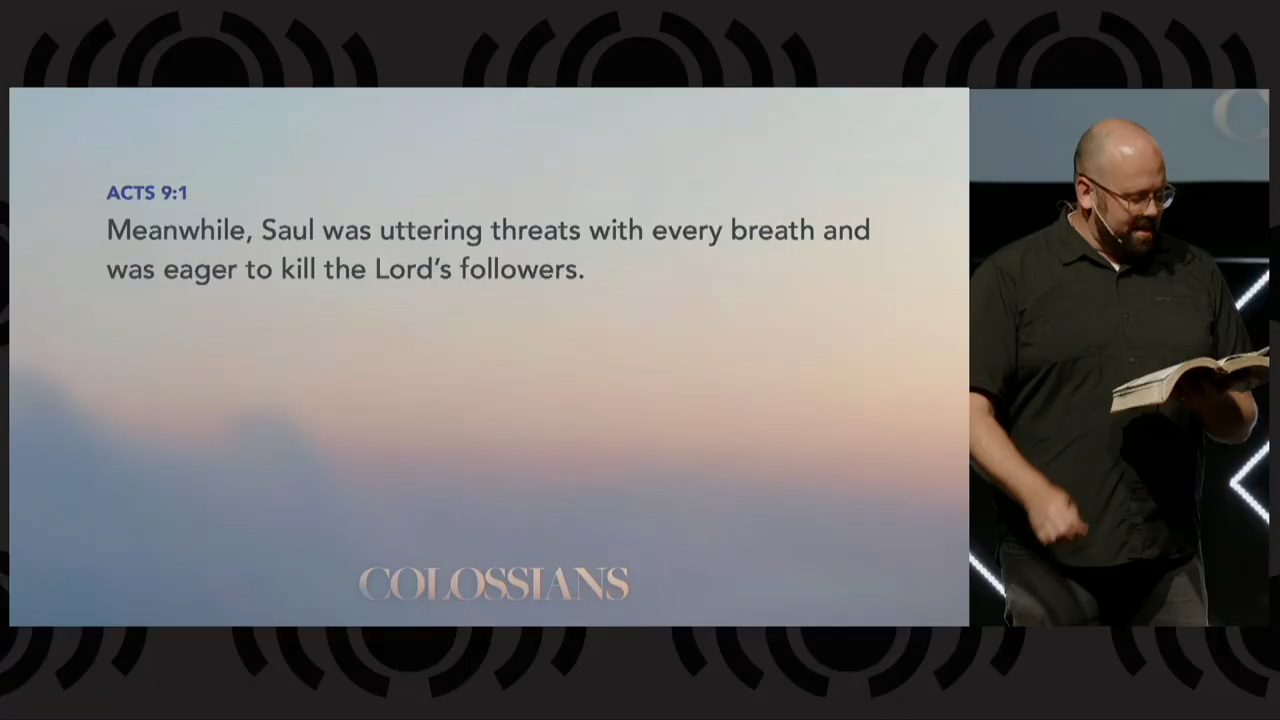 ACTS 9:1
Meanwhile, Saul was uttering threats with every breath and
was eager to kill the Lord's followers.
COLOSSIANS